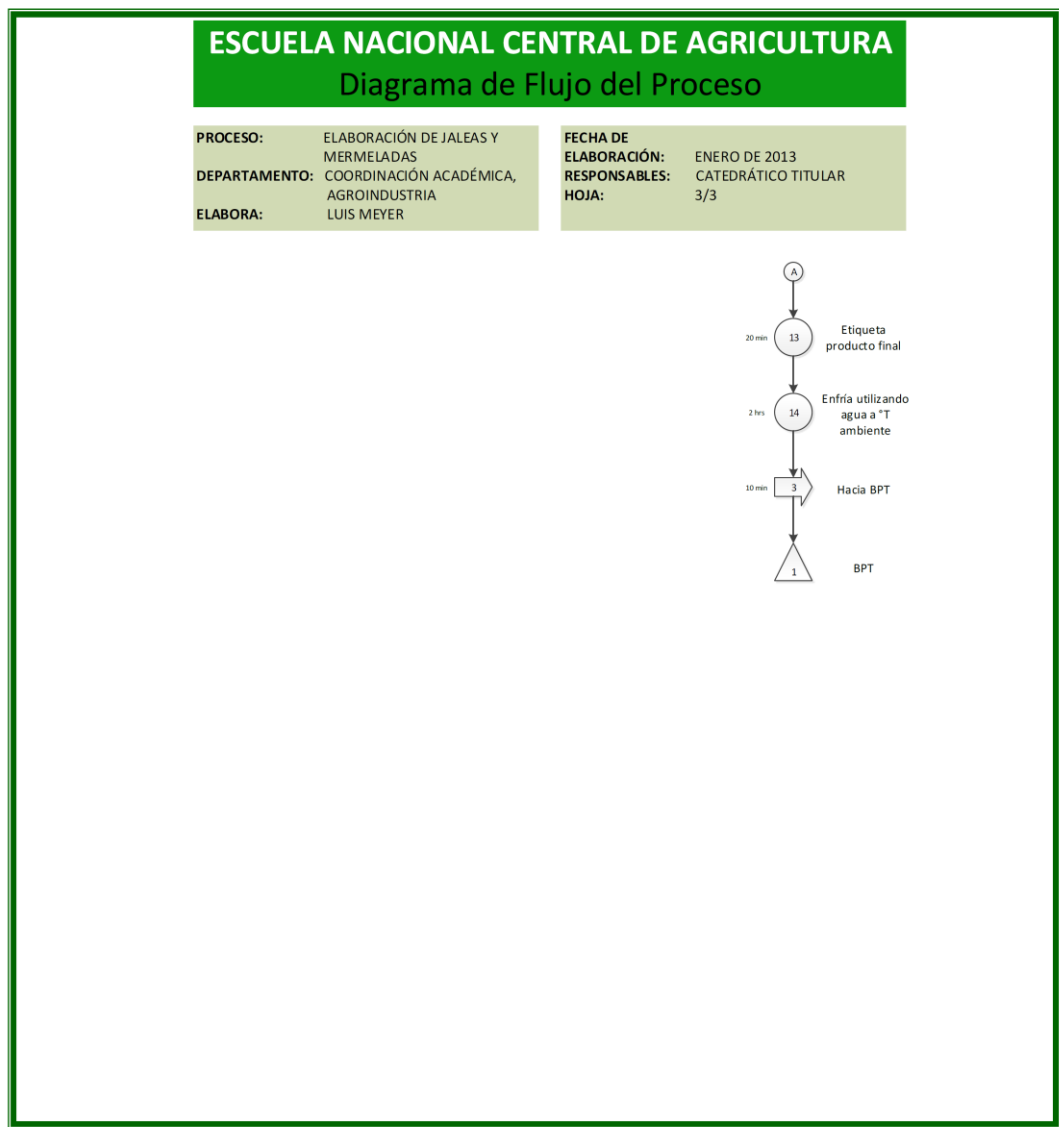 ESCUELA NACIONAL CENTRAL DE AGRICULTURA
Diagrama de Flujo del Proceso
PROCESO: ELABORACIÓN DE JALEAS Y
MERMELADAS
DEPARTAMENTO: COORDINACIÓN ACADÉMICA,
AGROINDUSTRIA
ELABORA: LUIS MEYER
FECHA DE
ELABORACIÓN: ENERO DE 2013
RESPONSABLES: CATEDRÁTICO TITULAR
HOJA: 3/3
A
20 min 13 Etiqueta
producto final
2 hrs 14 Enfría utilizando
agua a °T
ambiente
10 min 3 Hacia BPT
1 BPT